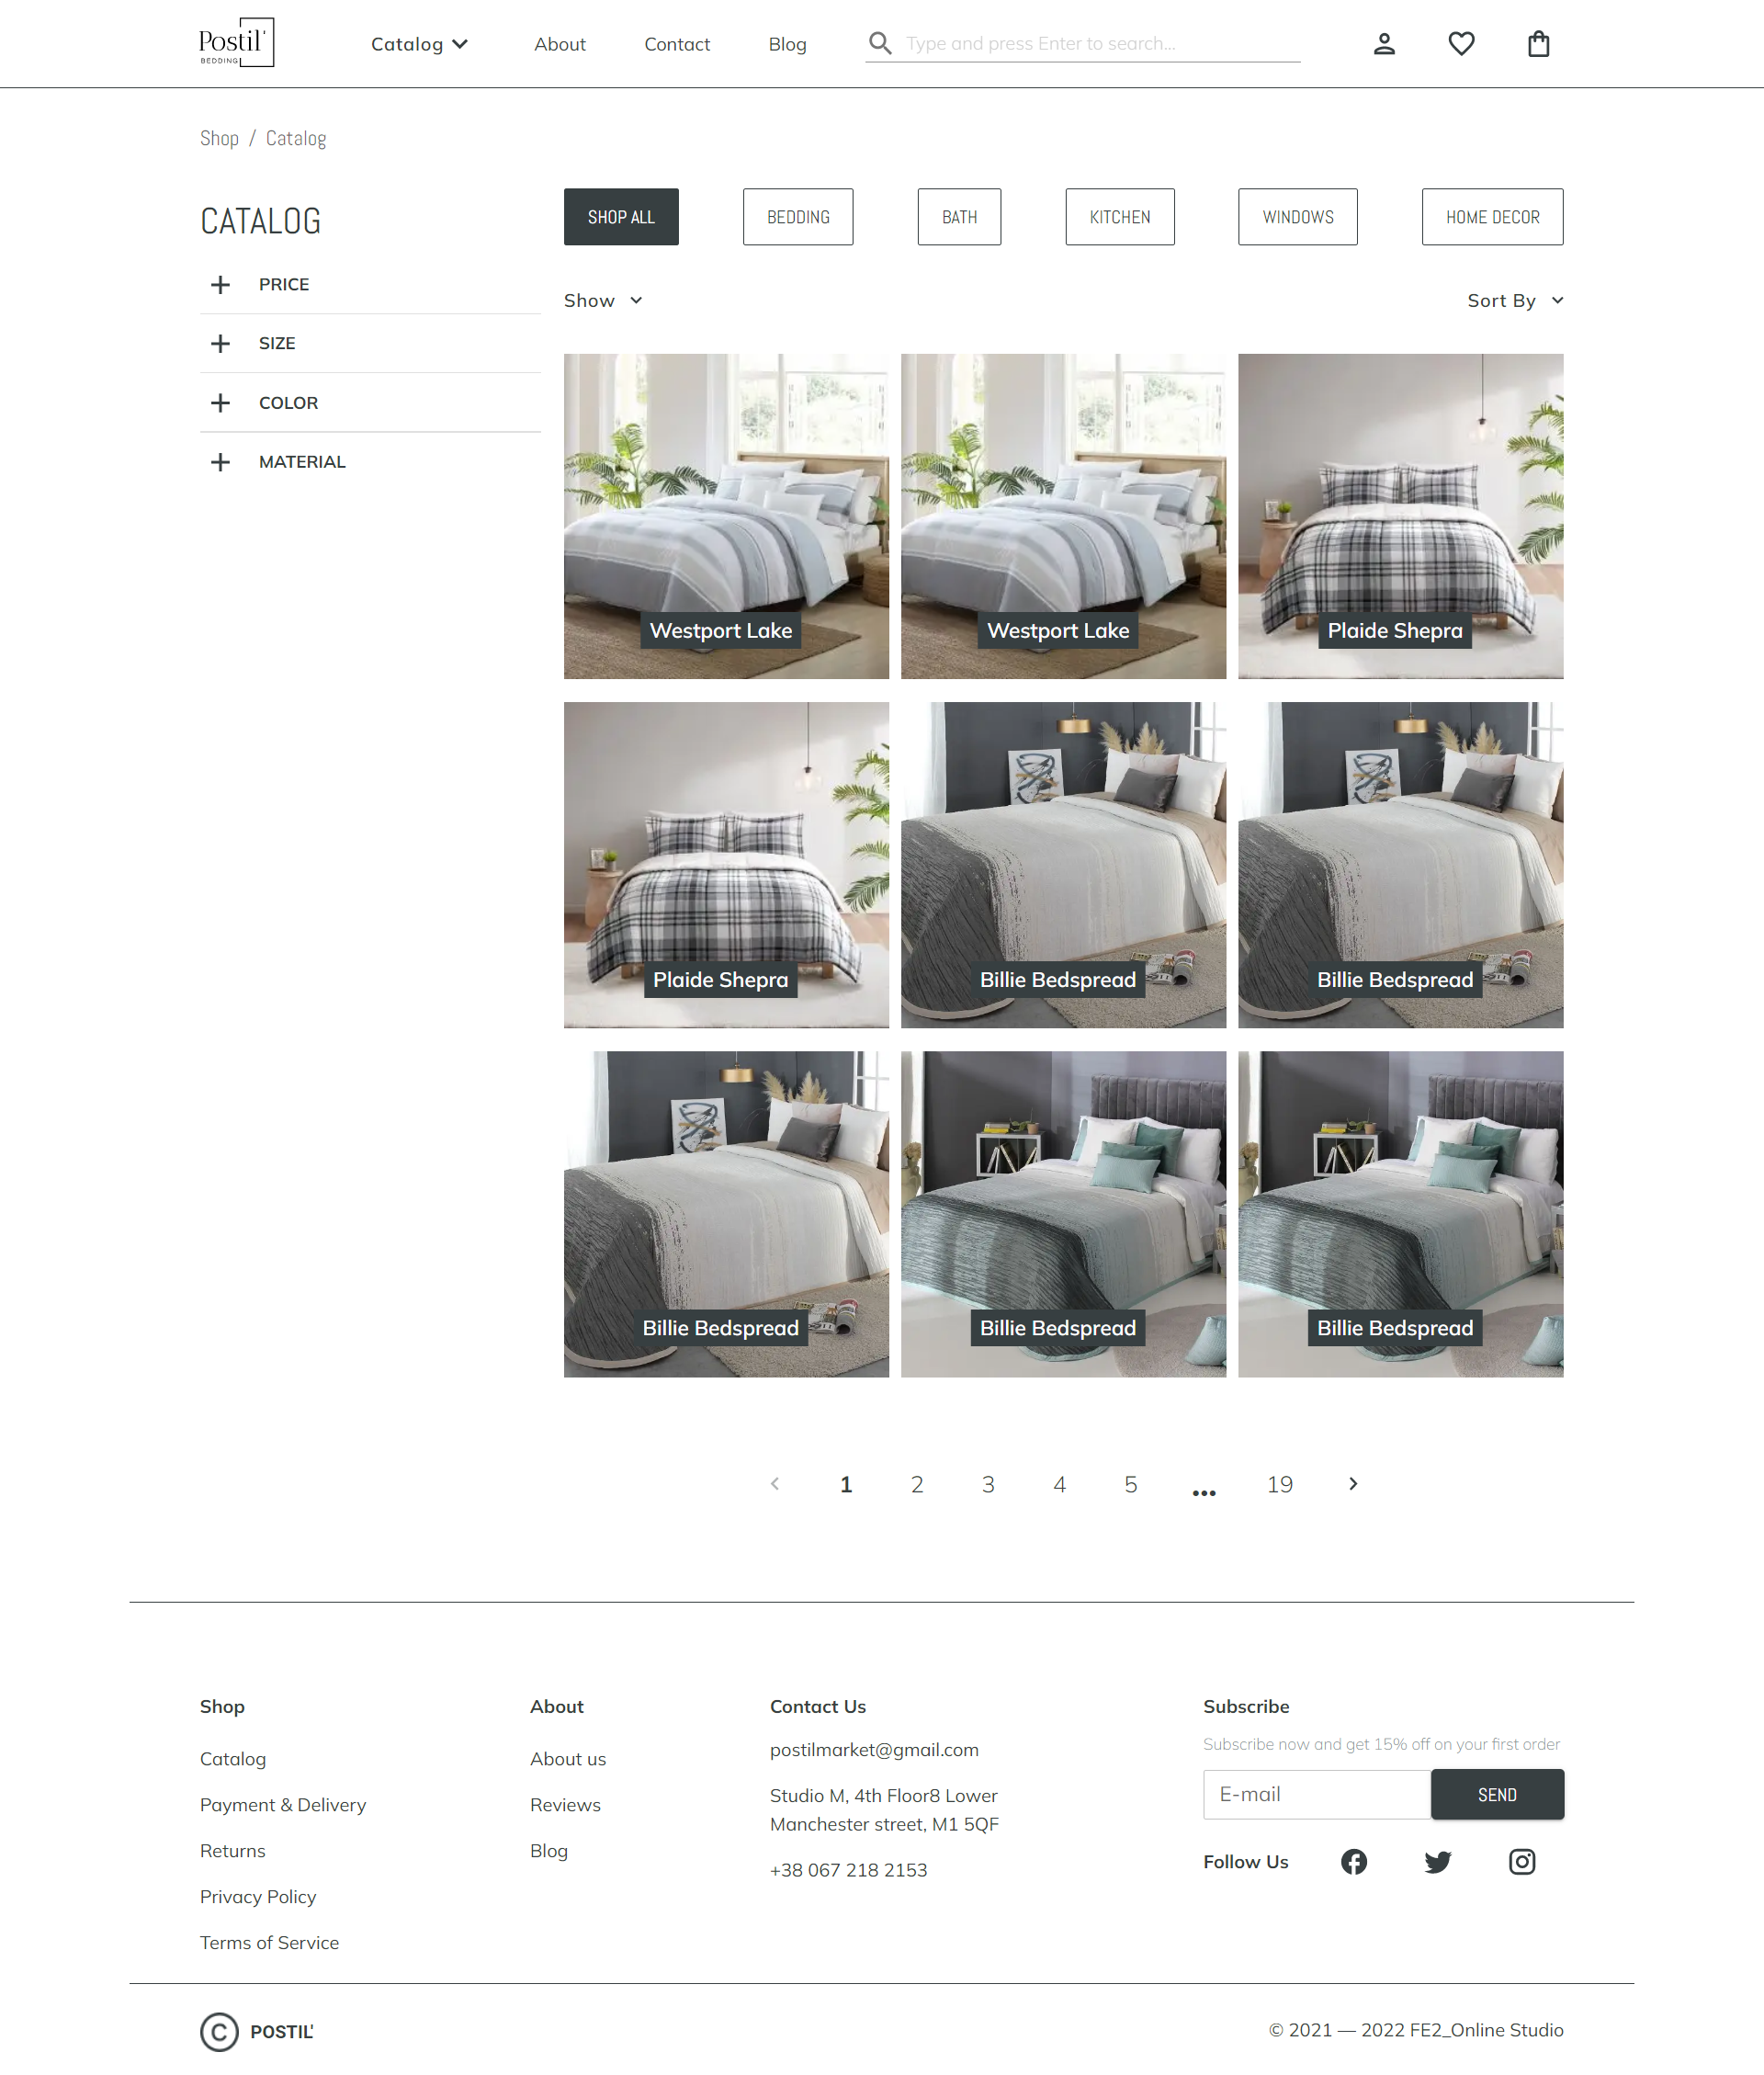 Postil'
BEDDING
Catalog
About
Contact
Blog
Type and press Enter to search...
Shop / Catalog
CATALOG
PRICE
SIZE
COLOR
MATERIAL
SHOP ALL
BEDDING
BATH
KITCHEN
WINDOWS
HOME DECOR
Show
Sort By
Westport Lake
Westport Lake
Plaide Shepra
Plaide Shepra
Billie Bedspread
Billie Bedspread
Billie Bedspread
Billie Bedspread
Billie Bedspread
1 2 3 4 5 ... 19
Shop
Catalog
Payment & Delivery
Returns
Privacy Policy
Terms of Service
About
About us
Reviews
Blog
Contact Us
postilmarket@gmail.com
Studio M, 4th Floor8 Lower
Manchester street, M1 5QF
+38 067 218 2153
Subscribe
Subscribe now and get 15% off on your first order
E-mail
SEND
Follow Us
© POSTIL'
© 2021 — 2022 FE2_Online Studio